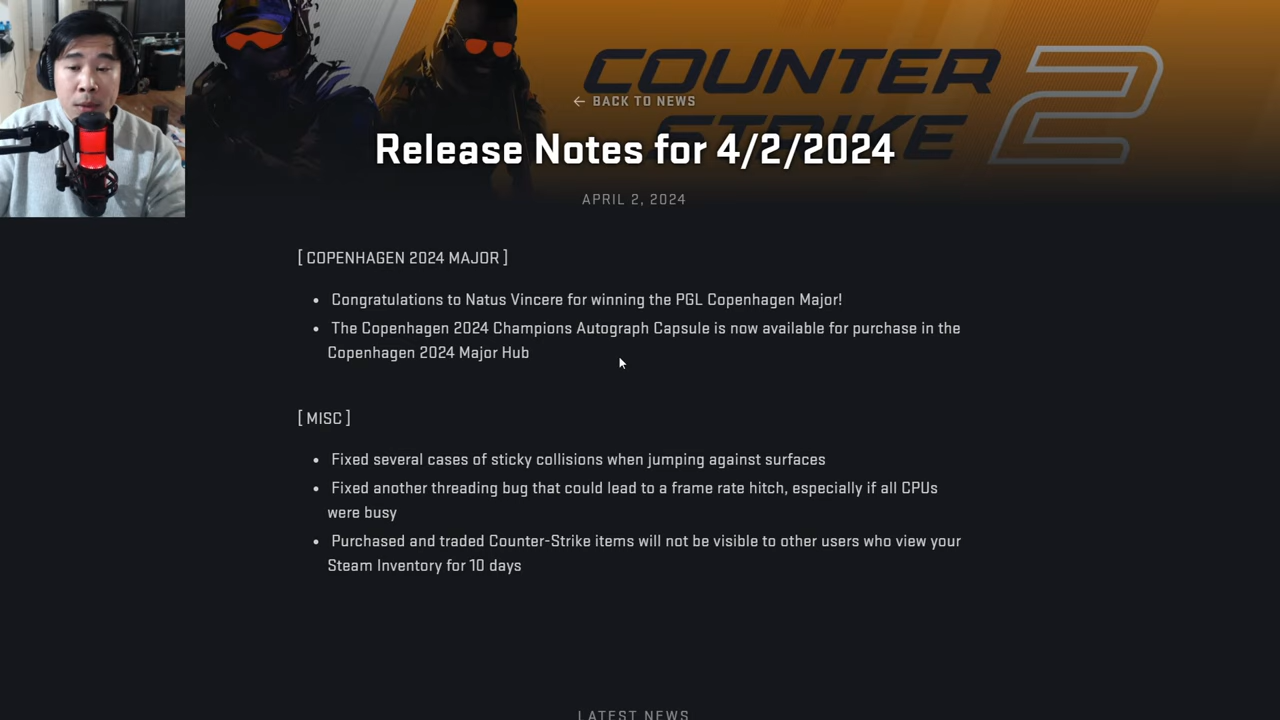 COUNTER
STRIKE 2
← BACK TO NEWS
Release Notes for 4/2/2024
APRIL 2, 2024
[ COPENHAGEN 2024 MAJOR ]
• Congratulations to Natus Vincere for winning the PGL Copenhagen Major!
• The Copenhagen 2024 Champions Autograph Capsule is now available for purchase in the
Copenhagen 2024 Major Hub
[ MISC ]
• Fixed several cases of sticky collisions when jumping against surfaces
• Fixed another threading bug that could lead to a frame rate hitch, especially if all CPUs
were busy
• Purchased and traded Counter-Strike items will not be visible to other users who view your
Steam Inventory for 10 days
LATEST NEWS